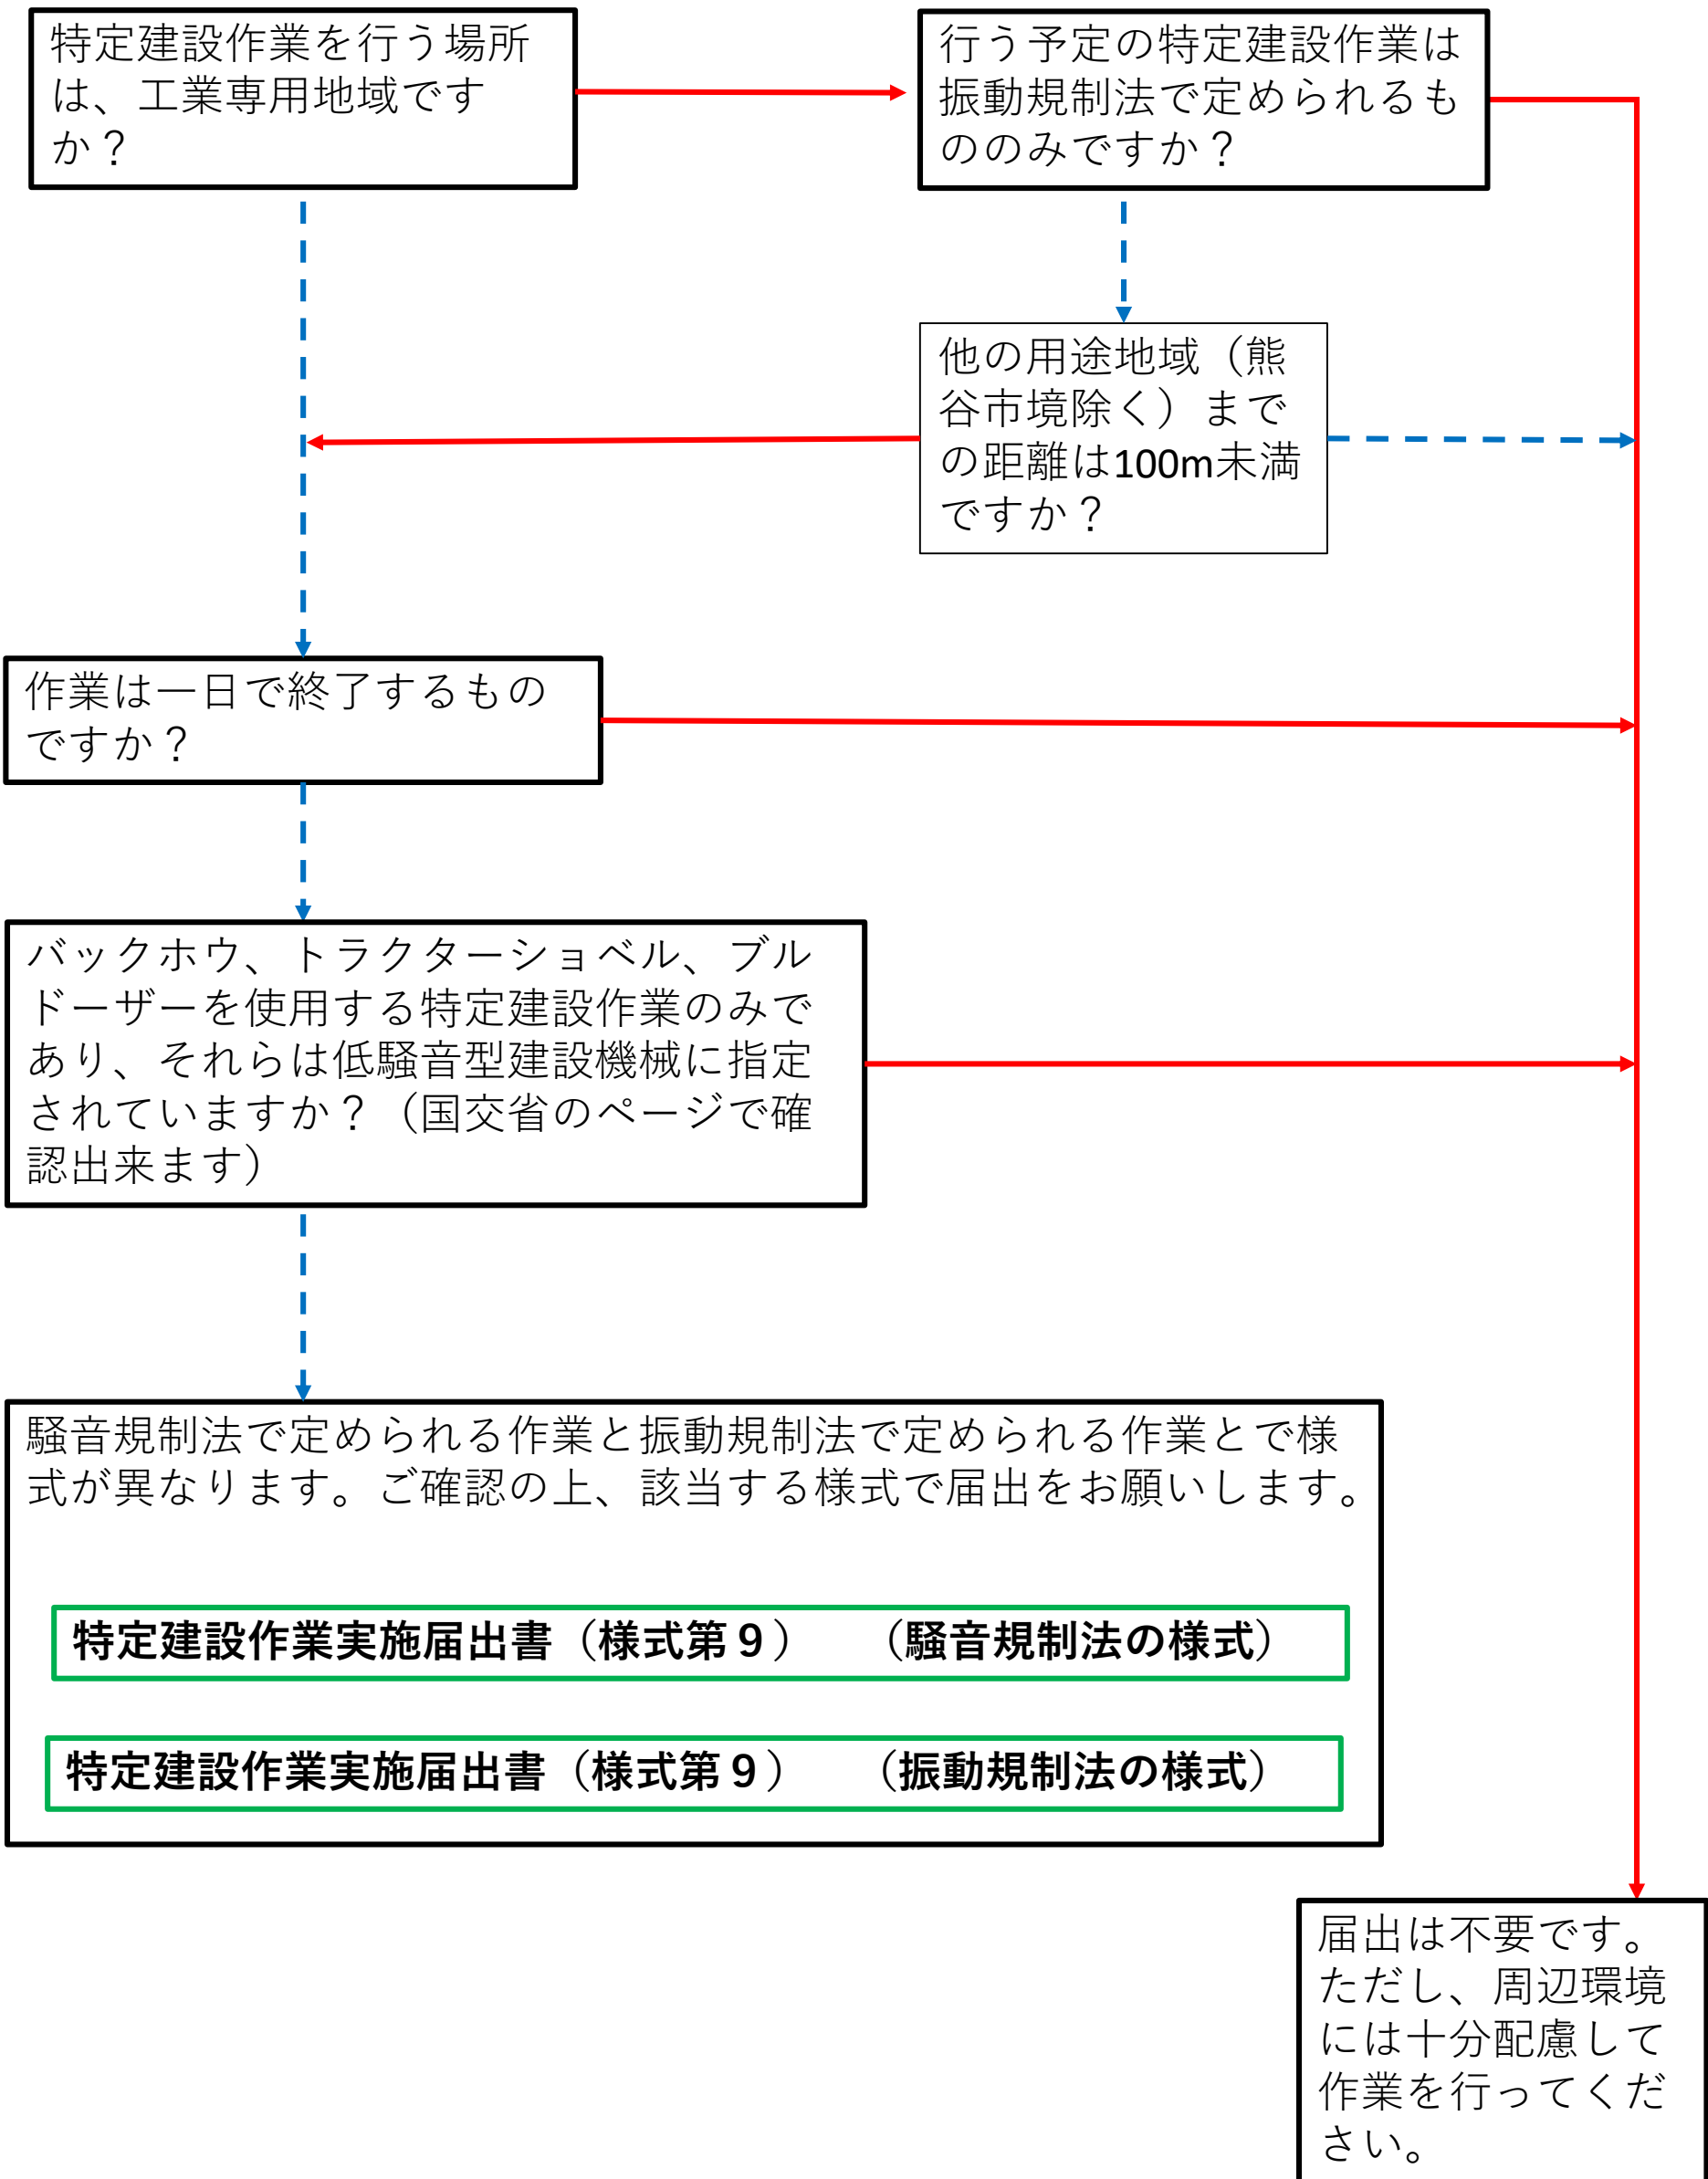 特定建設作業を行う場所
は、工業専用地域です
か？
行う予定の特定建設作業は
振動規制法で定められるも
ののみですか？
他の用途地域（熊
谷市境除く）まで
の距離は100m未満
ですか？
作業は一日で終了するもの
ですか？
バックホウ、トラクターショベル、ブル
ドーザーを使用する特定建設作業のみで
あり、それらは低騒音型建設機械に指定
されていますか？（国交省のページで確
認出来ます）
騒音規制法で定められる作業と振動規制法で定められる作業とで様
式が異なります。ご確認の上、該当する様式で届出をお願いします。
特定建設作業実施届出書（様式第９）　（騒音規制法の様式）
特定建設作業実施届出書（様式第９）　（振動規制法の様式）
届出は不要です。
ただし、周辺環境
には十分配慮して
作業を行ってくだ
さい。